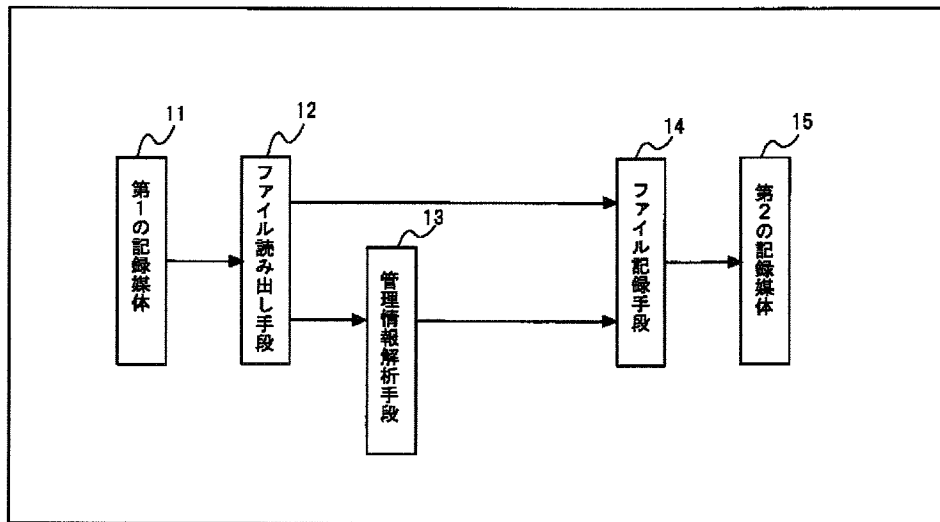 11
第1の記録媒体
12
ファイル読み出し手段
13
管理情報解析手段
14
ファイル記録手段
15
第2の記録媒体